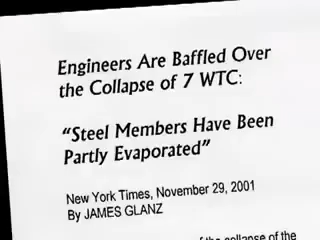 Engineers Are Baffled Over
the Collapse of 7 WTC:
“Steel Members Have Been
Partly Evaporated”
New York Times, November 29, 2001
By JAMES GLANZ
of the collapse of the